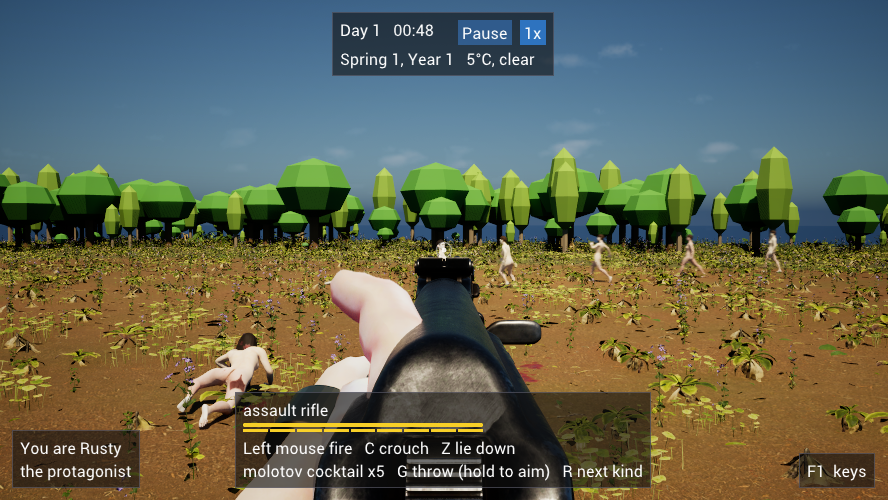 Day 1 00:48 Pause 1x
Spring 1, Year 1 5°C, clear
assault rifle
Left mouse fire C crouch Z lie down
molotov cocktail x5 G throw (hold to aim) R next kind
You are Rusty
the protagonist
F1 keys